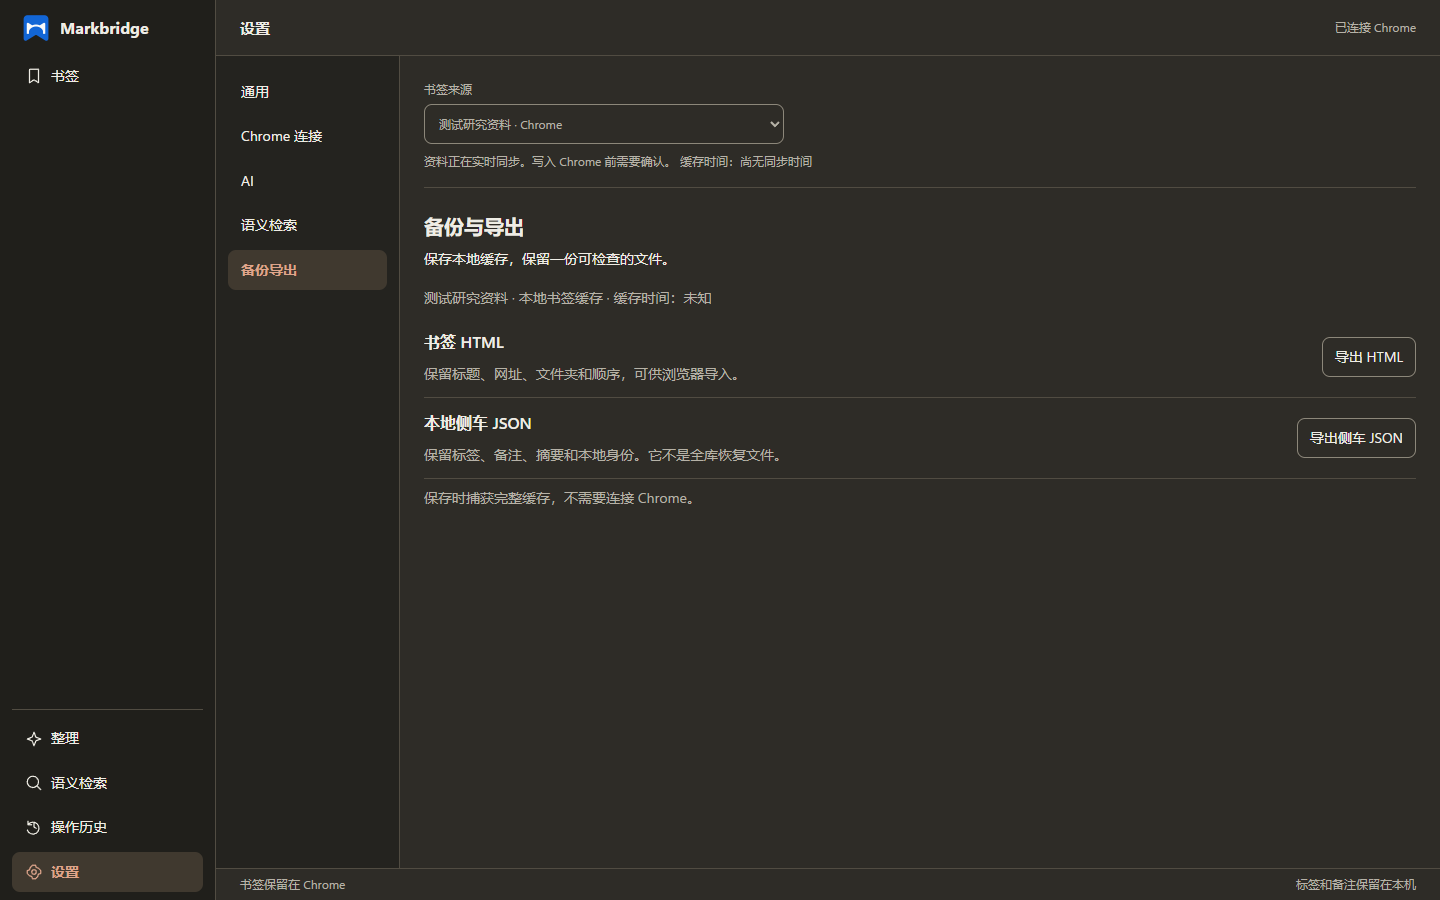 Markbridge
书签
整理
语义检索
操作历史
设置
设置
已连接 Chrome
通用
Chrome 连接
AI
语义检索
备份导出
书签来源
测试研究资料 · Chrome
资料正在实时同步。写入 Chrome 前需要确认。 缓存时间：尚无同步时间
备份与导出
保存本地缓存，保留一份可检查的文件。
测试研究资料 · 本地书签缓存 · 缓存时间：未知
书签 HTML
保留标题、网址、文件夹和顺序，可供浏览器导入。
导出 HTML
本地侧车 JSON
保留标签、备注、摘要和本地身份。它不是全库恢复文件。
导出侧车 JSON
保存时捕获完整缓存，不需要连接 Chrome。
书签保留在 Chrome
标签和备注保留在本机